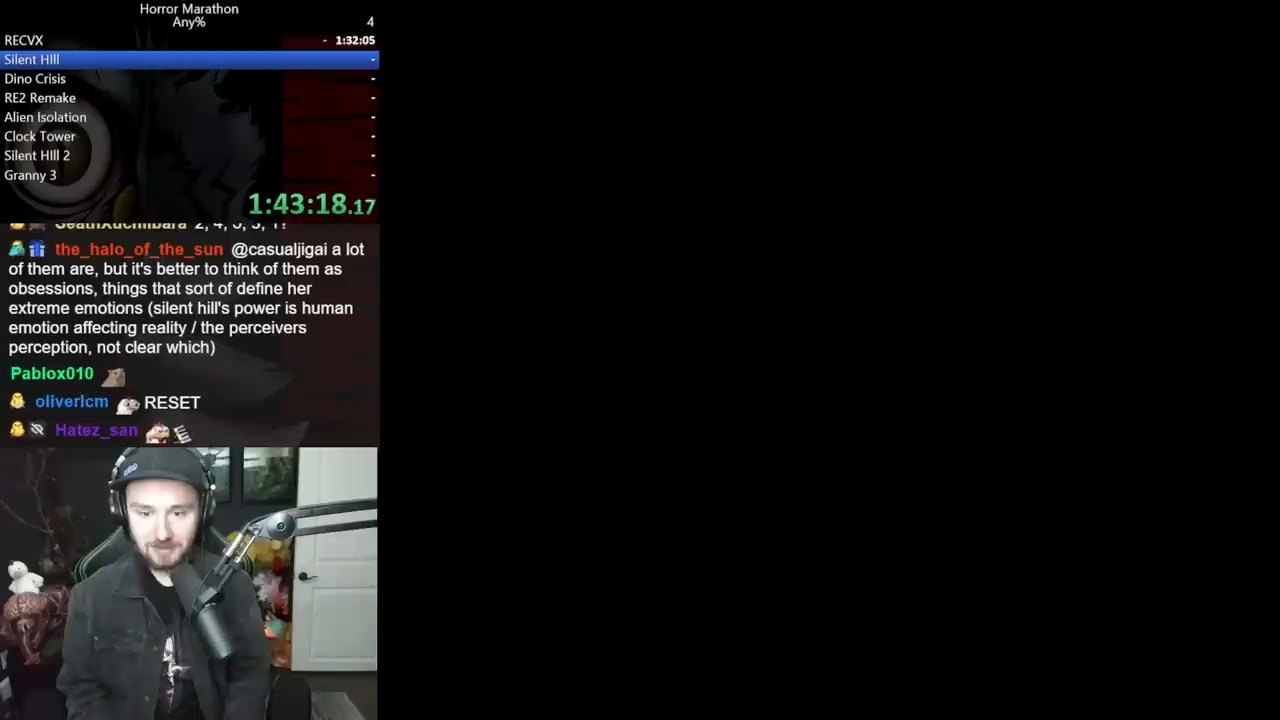 Horror Marathon
Any%
4
RECVX - 1:32:05
Silent HIll -
Dino Crisis -
RE2 Remake -
Alien Isolation -
Clock Tower -
Silent HIll 2 -
Granny 3 -
1:43:18.17
the_halo_of_the_sun @casualjigai a lot
of them are, but it's better to think of them as
obsessions, things that sort of define her
extreme emotions (silent hill's power is human
emotion affecting reality / the perceivers
perception, not clear which)
Pablox010
oliverlcm RESET
Hatez_san